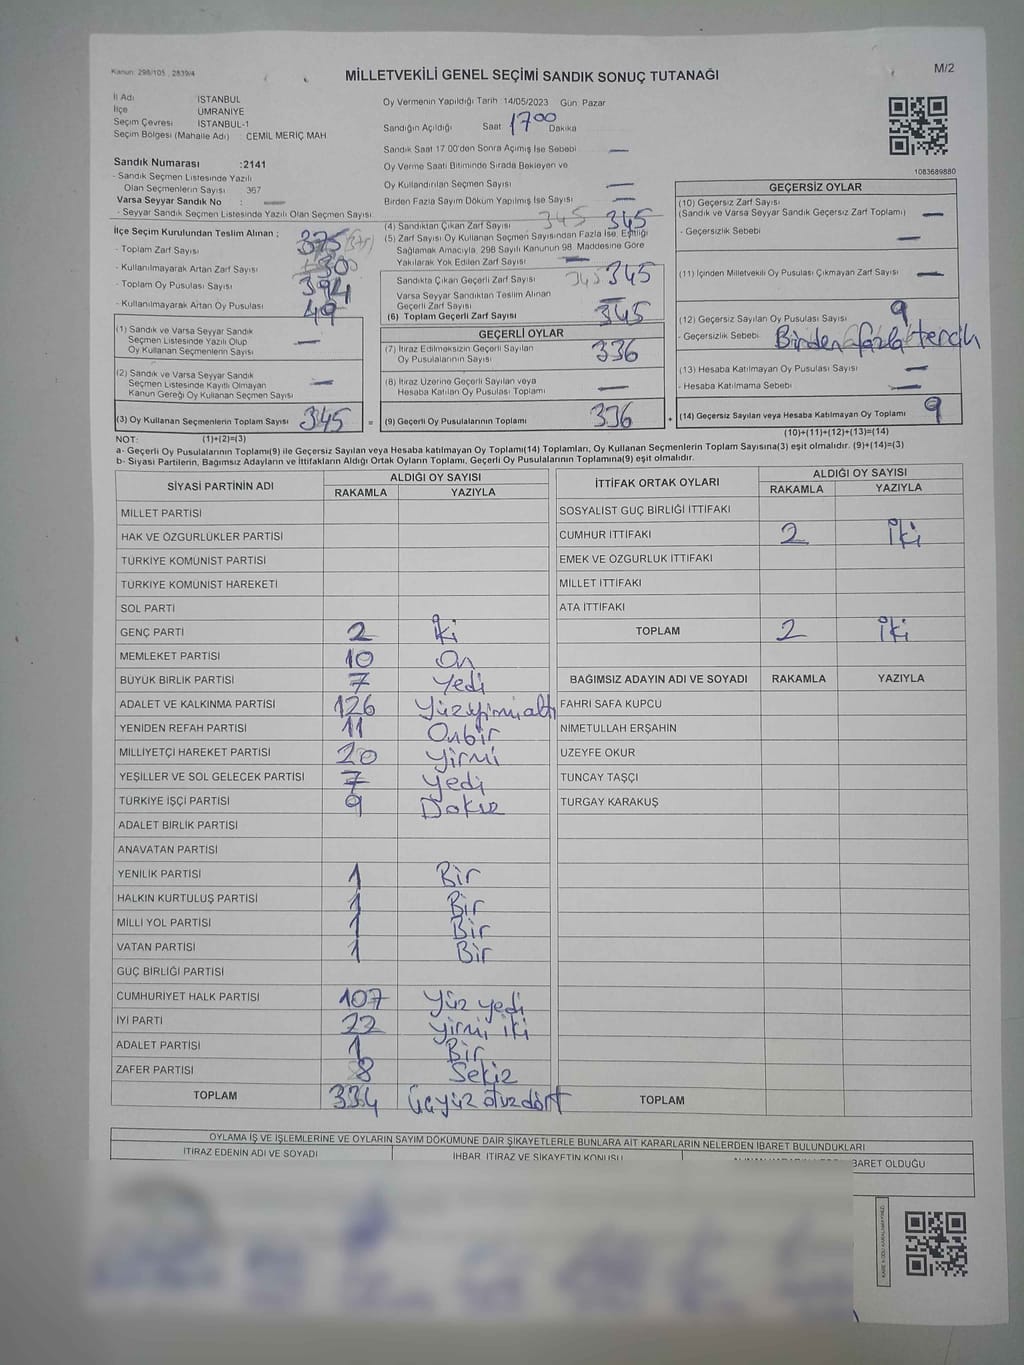 Kanun: 298/105 , 2839/4
MİLLETVEKİLİ GENEL SEÇİMİ SANDIK SONUÇ TUTANAĞI
M/2
İl Adı İSTANBUL
İlçe ÜMRANİYE
Seçim Çevresi İSTANBUL-1
Seçim Bölgesi (Mahalle Adı) : CEMİL MERİÇ MAH
Oy Vermenin Yapıldığı Tarih :14/05/2023 Gün: Pazar
Sandığın Açıldığı Saat 17 00 Dakika
Sandık Saat 17 00'den Sonra Açılmış İse Sebebi —
Oy Verme Saati Bitiminde Sırada Bekleyen ve
Oy Kullandırılan Seçmen Sayısı —
Birden Fazla Sayım Döküm Yapılmış İse Sayısı —
1083689880
Sandık Numarası :2141
- Sandık Seçmen Listesinde Yazılı
Olan Seçmenlerin Sayısı 367
Varsa Seyyar Sandık No : —
- Seyyar Sandık Seçmen Listesinde Yazılı Olan Seçmen Sayısı
İlçe Seçim Kurulundan Teslim Alınan ;
- Toplam Zarf Sayısı : 375
- Kullanılmayarak Artan Zarf Sayısı : 30
- Toplam Oy Pusulası Sayısı : 394
- Kullanılmayarak Artan Oy Pusulası : 49
(1) Sandık ve Varsa Seyyar Sandık
Seçmen Listesinde Yazılı Olup
Oy Kullanan Seçmenlerin Sayısı —
(2) Sandık ve Varsa Seyyar Sandık
Seçmen Listesinde Kayıtlı Olmayan
Kanun Gereği Oy Kullanan Seçmen Sayısı —
(3) Oy Kullanan Seçmenlerin Toplam Sayısı 345 =
(4) Sandıktan Çıkan Zarf Sayısı 345 345
(5) Zarf Sayısı Oy Kullanan Seçmen Sayısından Fazla İse, Eşitliği
Sağlamak Amacıyla, 298 Sayılı Kanunun 98. Maddesine Göre
Yakılarak Yok Edilen Zarf Sayısı —
Sandıkta Çıkan Geçerli Zarf Sayısı 345 345
Varsa Seyyar Sandıktan Teslim Alınan
Geçerli Zarf Sayısı —
(6) Toplam Geçerli Zarf Sayısı 345
GEÇERLİ OYLAR
(7) İtiraz Edilmeksizin Geçerli Sayılan
Oy Pusulalarının Sayısı 336
(8) İtiraz Üzerine Geçerli Sayılan veya
Hesaba Katılan Oy Pusulası Toplamı —
(9) Geçerli Oy Pusulalarının Toplamı 336 +
GEÇERSİZ OYLAR
(10) Geçersiz Zarf Sayısı
(Sandık ve Varsa Seyyar Sandık Geçersiz Zarf Toplamı) —
- Geçersizlik Sebebi —
(11) İçinden Milletvekili Oy Pusulası Çıkmayan Zarf Sayısı —
(12) Geçersiz Sayılan Oy Pusulası Sayısı 9
- Geçersizlik Sebebi Birden fazla tercih
(13) Hesaba Katılmayan Oy Pusulası Sayısı —
- Hesaba Katılmama Sebebi —
(14) Geçersiz Sayılan veya Hesaba Katılmayan Oy Toplamı 9
NOT: (1)+(2)=(3)
(10)+(11)+(12)+(13)=(14)
a- Geçerli Oy Pusulalarının Toplamı(9) ile Geçersiz Sayılan veya Hesaba katılmayan Oy Toplamı(14) Toplamları, Oy Kullanan Seçmenlerin Toplam Sayısına(3) eşit olmalıdır. (9)+(14)=(3)
b- Siyasi Partilerin, Bağımsız Adayların ve İttifakların Aldığı Ortak Oyların Toplamı, Geçerli Oy Pusulalarının Toplamına(9) eşit olmalıdır.
SİYASİ PARTİNİN ADI ALDIĞI OY SAYISI
RAKAMLA YAZIYLA
MİLLET PARTİSİ
HAK VE ÖZGÜRLÜKLER PARTİSİ
TÜRKİYE KOMÜNİST PARTİSİ
TÜRKİYE KOMÜNİST HAREKETİ
SOL PARTİ
GENÇ PARTİ 2 İki
MEMLEKET PARTİSİ 10 On
BÜYÜK BİRLİK PARTİSİ 7 Yedi
ADALET VE KALKINMA PARTİSİ 126 Yüzyirmialtı
YENİDEN REFAH PARTİSİ 11 Onbir
MİLLİYETÇİ HAREKET PARTİSİ 20 Yirmi
YEŞİLLER VE SOL GELECEK PARTİSİ 7 Yedi
TÜRKİYE İŞÇİ PARTİSİ 9 Dokuz
ADALET BİRLİK PARTİSİ
ANAVATAN PARTİSİ
YENİLİK PARTİSİ 1 Bir
HALKIN KURTULUŞ PARTİSİ 1 Bir
MİLLİ YOL PARTİSİ 1 Bir
VATAN PARTİSİ 1 Bir
GÜÇ BİRLİĞİ PARTİSİ
CUMHURİYET HALK PARTİSİ 107 Yüz yedi
İYİ PARTİ 22 Yirmi iki
ADALET PARTİSİ 1 Bir
ZAFER PARTİSİ 8 Sekiz
TOPLAM 334 Üçyüz otuzdört
İTTİFAK ORTAK OYLARI ALDIĞI OY SAYISI
RAKAMLA YAZIYLA
SOSYALİST GÜÇ BİRLİĞİ İTTİFAKI
CUMHUR İTTİFAKI 2 İki
EMEK VE ÖZGÜRLÜK İTTİFAKI
MİLLET İTTİFAKI
ATA İTTİFAKI
TOPLAM 2 İki
BAĞIMSIZ ADAYIN ADI VE SOYADI RAKAMLA YAZIYLA
FAHRİ SAFA KUPCU
NİMETULLAH ERŞAHİN
ÜZEYFE OKUR
TUNCAY TAŞÇI
TURGAY KARAKUŞ
TOPLAM
OYLAMA İŞ VE İŞLEMLERİNE VE OYLARIN SAYIM DÖKÜMÜNE DAİR ŞİKAYETLERLE BUNLARA AİT KARARLARIN NELERDEN İBARET BULUNDUKLARI
İTİRAZ EDENİN ADI VE SOYADI İHBAR, İTİRAZ VE ŞİKAYETİN KONUSU BARET OLDUĞU